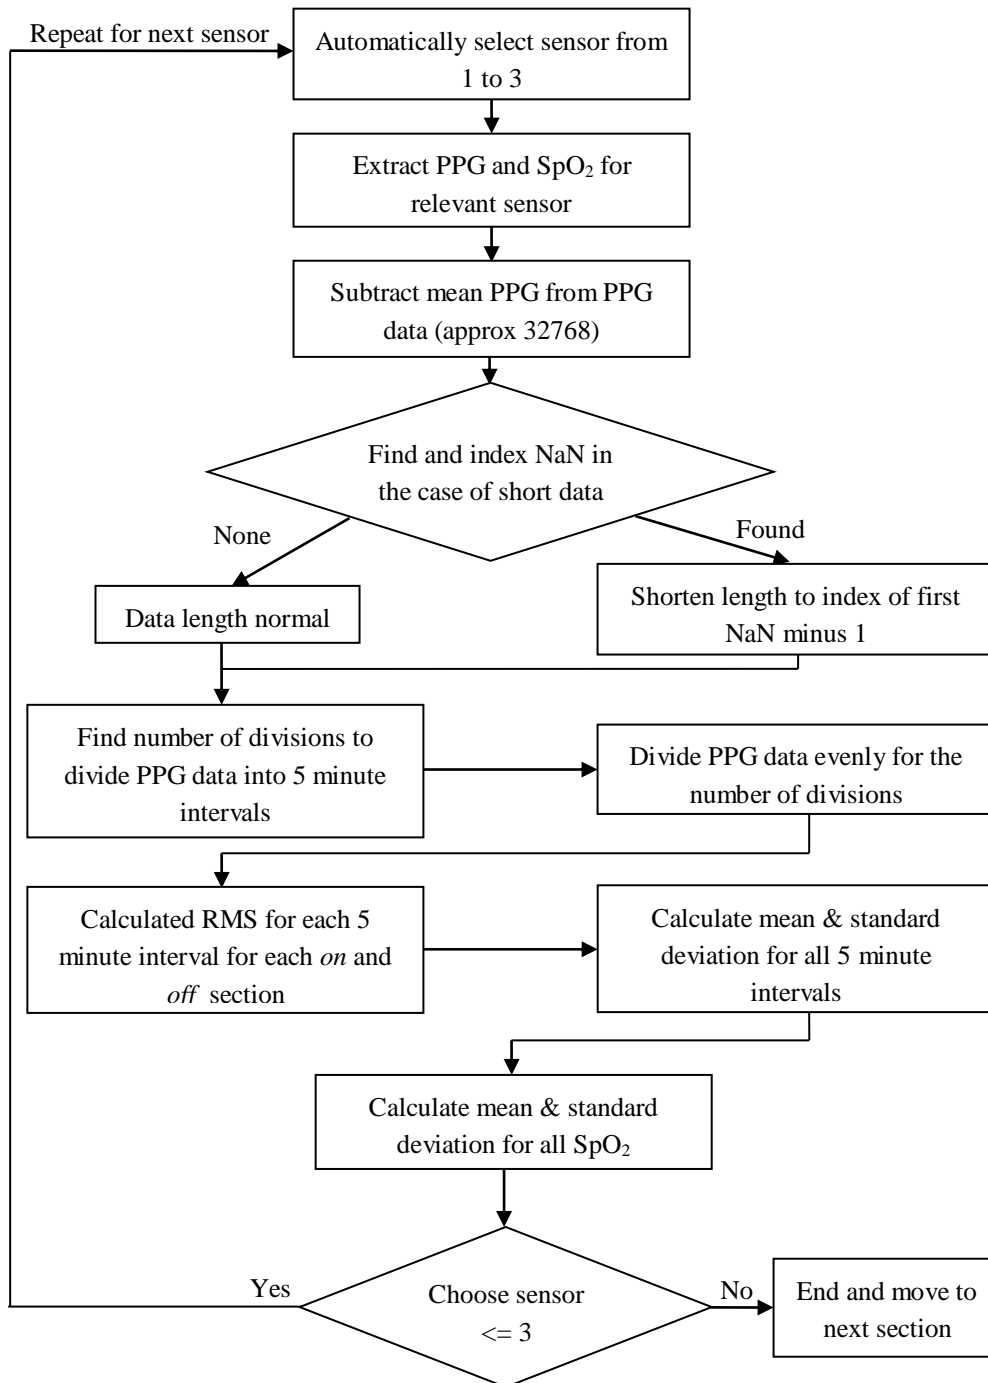 Repeat for next sensor
Automatically select sensor from
1 to 3
Extract PPG and SpO₂ for
relevant sensor
Subtract mean PPG from PPG
data (approx 32768)
Find and index NaN in
the case of short data
None
Found
Data length normal
Shorten length to index of first
NaN minus 1
Find number of divisions to
divide PPG data into 5 minute
intervals
Divide PPG data evenly for the
number of divisions
Calculated RMS for each 5
minute interval for each on and
off section
Calculate mean & standard
deviation for all 5 minute
intervals
Calculate mean & standard
deviation for all SpO₂
Yes
Choose sensor
<= 3
No
End and move to
next section